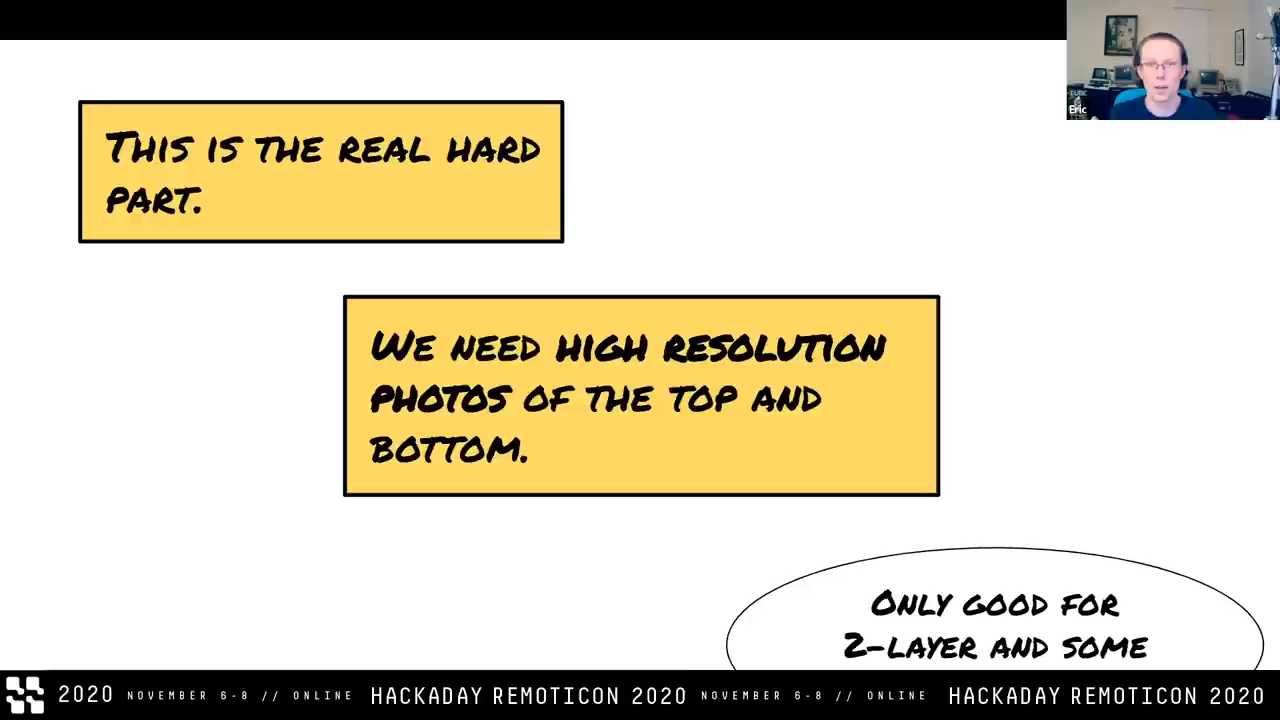 Eric
THIS IS THE REAL HARD
PART.
WE NEED HIGH RESOLUTION
PHOTOS OF THE TOP AND
BOTTOM.
ONLY GOOD FOR
2-LAYER AND SOME
2020 NOVEMBER 6-8 // ONLINE HACKADAY REMOTICON 2020 NOVEMBER 6-8 // ONLINE HACKADAY REMOTICON 2020